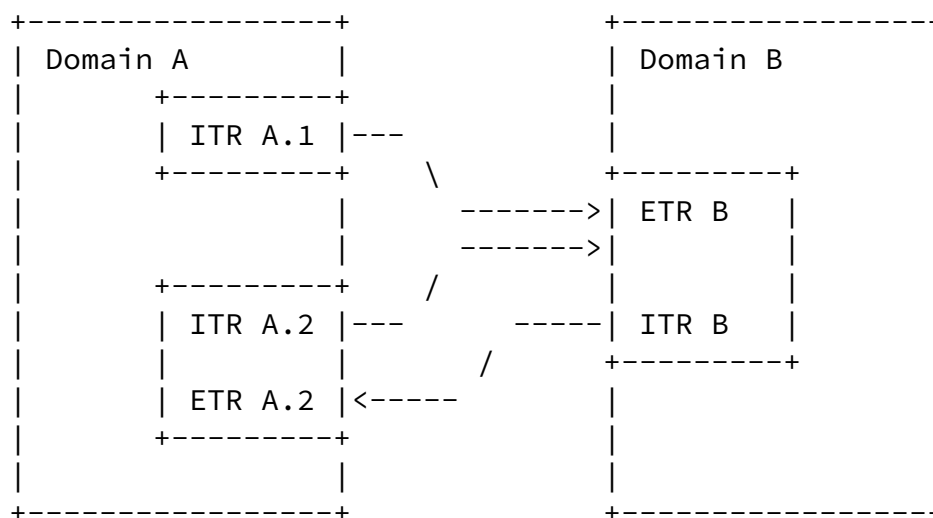 Domain A Domain B
ITR A.1
ETR B
ITR A.2 ITR B
ETR A.2